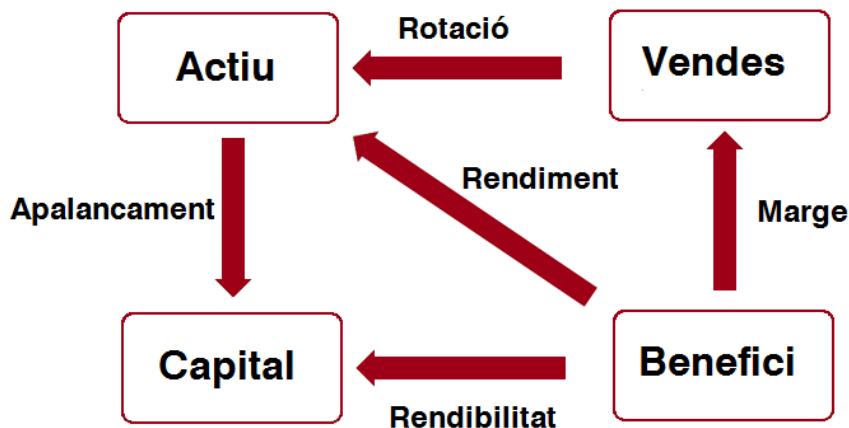 Rotació
Actiu
Vendes
Rendiment
Apalancament
Marge
Capital
Benefici
Rendibilitat